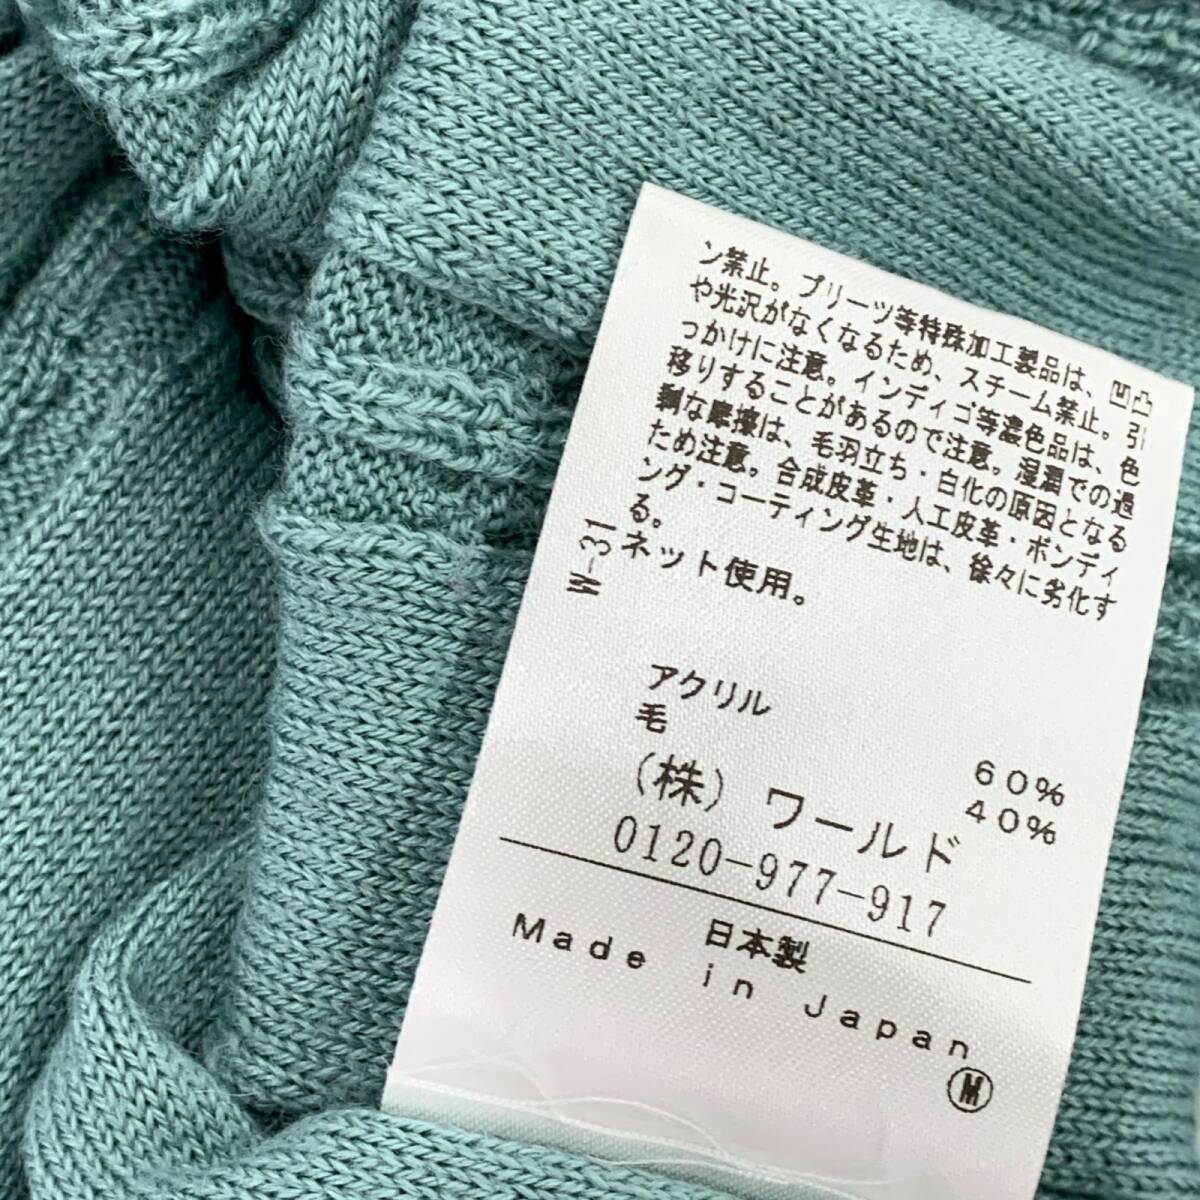 ン禁止。プリーツ等特殊加工製品は、凹凸
や光沢がなくなるため、スチーム禁止。引
っかけに注意。インディゴ等濃色品は、色
移りすることがあるので注意。湿潤での過
剰な摩擦は、毛羽立ち・白化の原因となる
ため注意。合成皮革・人工皮革・ボンディ
ング・コーティング生地は、徐々に劣化す
る。
ネット使用。
W-31
アクリル 60%
毛 40%
(株) ワールド
0120-977-917
日本製
Made in Japan
M